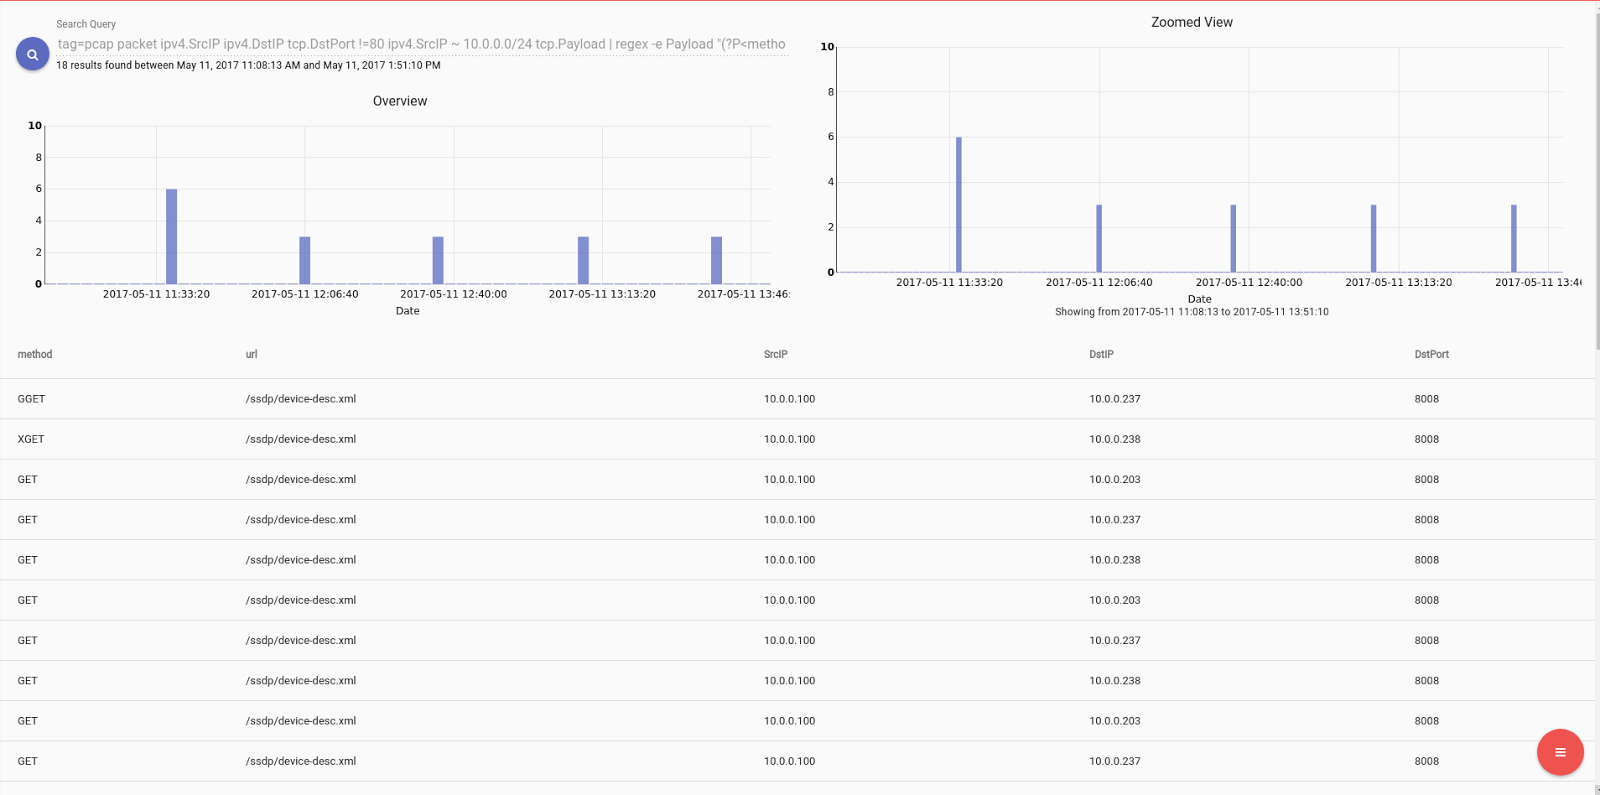 Search Query
tag=pcap packet ipv4.SrcIP ipv4.DstIP tcp.DstPort !=80 ipv4.SrcIP ~ 10.0.0.0/24 tcp.Payload | regex -e Payload "(?P<metho
18 results found between May 11, 2017 11:08:13 AM and May 11, 2017 1:51:10 PM
Overview
10
8
6
4
2
0
2017-05-11 11:33:20 2017-05-11 12:06:40 2017-05-11 12:40:00 2017-05-11 13:13:20 2017-05-11 13:46:
Date
Zoomed View
10
8
6
4
2
0
2017-05-11 11:33:20 2017-05-11 12:06:40 2017-05-11 12:40:00 2017-05-11 13:13:20 2017-05-11 13:46
Date
Showing from 2017-05-11 11:08:13 to 2017-05-11 13:51:10
method url SrcIP DstIP DstPort
GGET /ssdp/device-desc.xml 10.0.0.100 10.0.0.237 8008
XGET /ssdp/device-desc.xml 10.0.0.100 10.0.0.238 8008
GET /ssdp/device-desc.xml 10.0.0.100 10.0.0.203 8008
GET /ssdp/device-desc.xml 10.0.0.100 10.0.0.237 8008
GET /ssdp/device-desc.xml 10.0.0.100 10.0.0.238 8008
GET /ssdp/device-desc.xml 10.0.0.100 10.0.0.203 8008
GET /ssdp/device-desc.xml 10.0.0.100 10.0.0.237 8008
GET /ssdp/device-desc.xml 10.0.0.100 10.0.0.238 8008
GET /ssdp/device-desc.xml 10.0.0.100 10.0.0.203 8008
GET /ssdp/device-desc.xml 10.0.0.100 10.0.0.237 8008